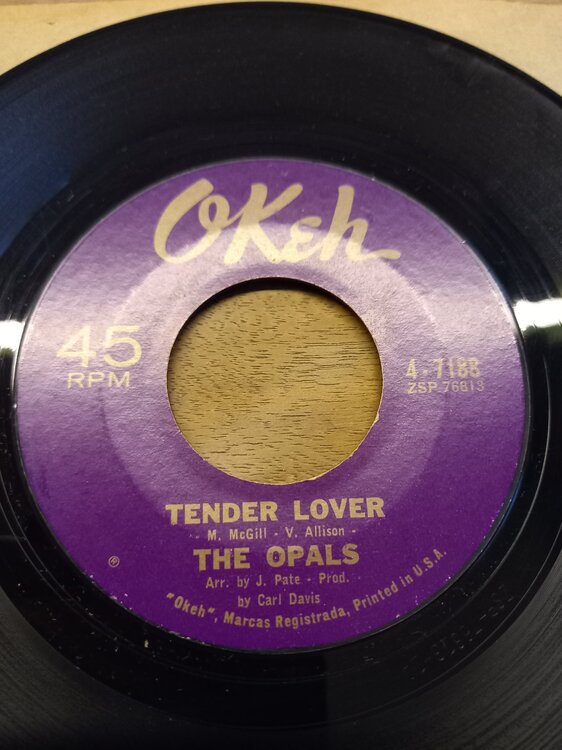 OKeh
45
RPM
4-7188
ZSP 76813
TENDER LOVER
- M. McGill - V. Allison -
THE OPALS
Arr. by J. Pate - Prod.
by Carl Davis
℗
"Okeh", Marcas Registrada, Printed in U.S.A.